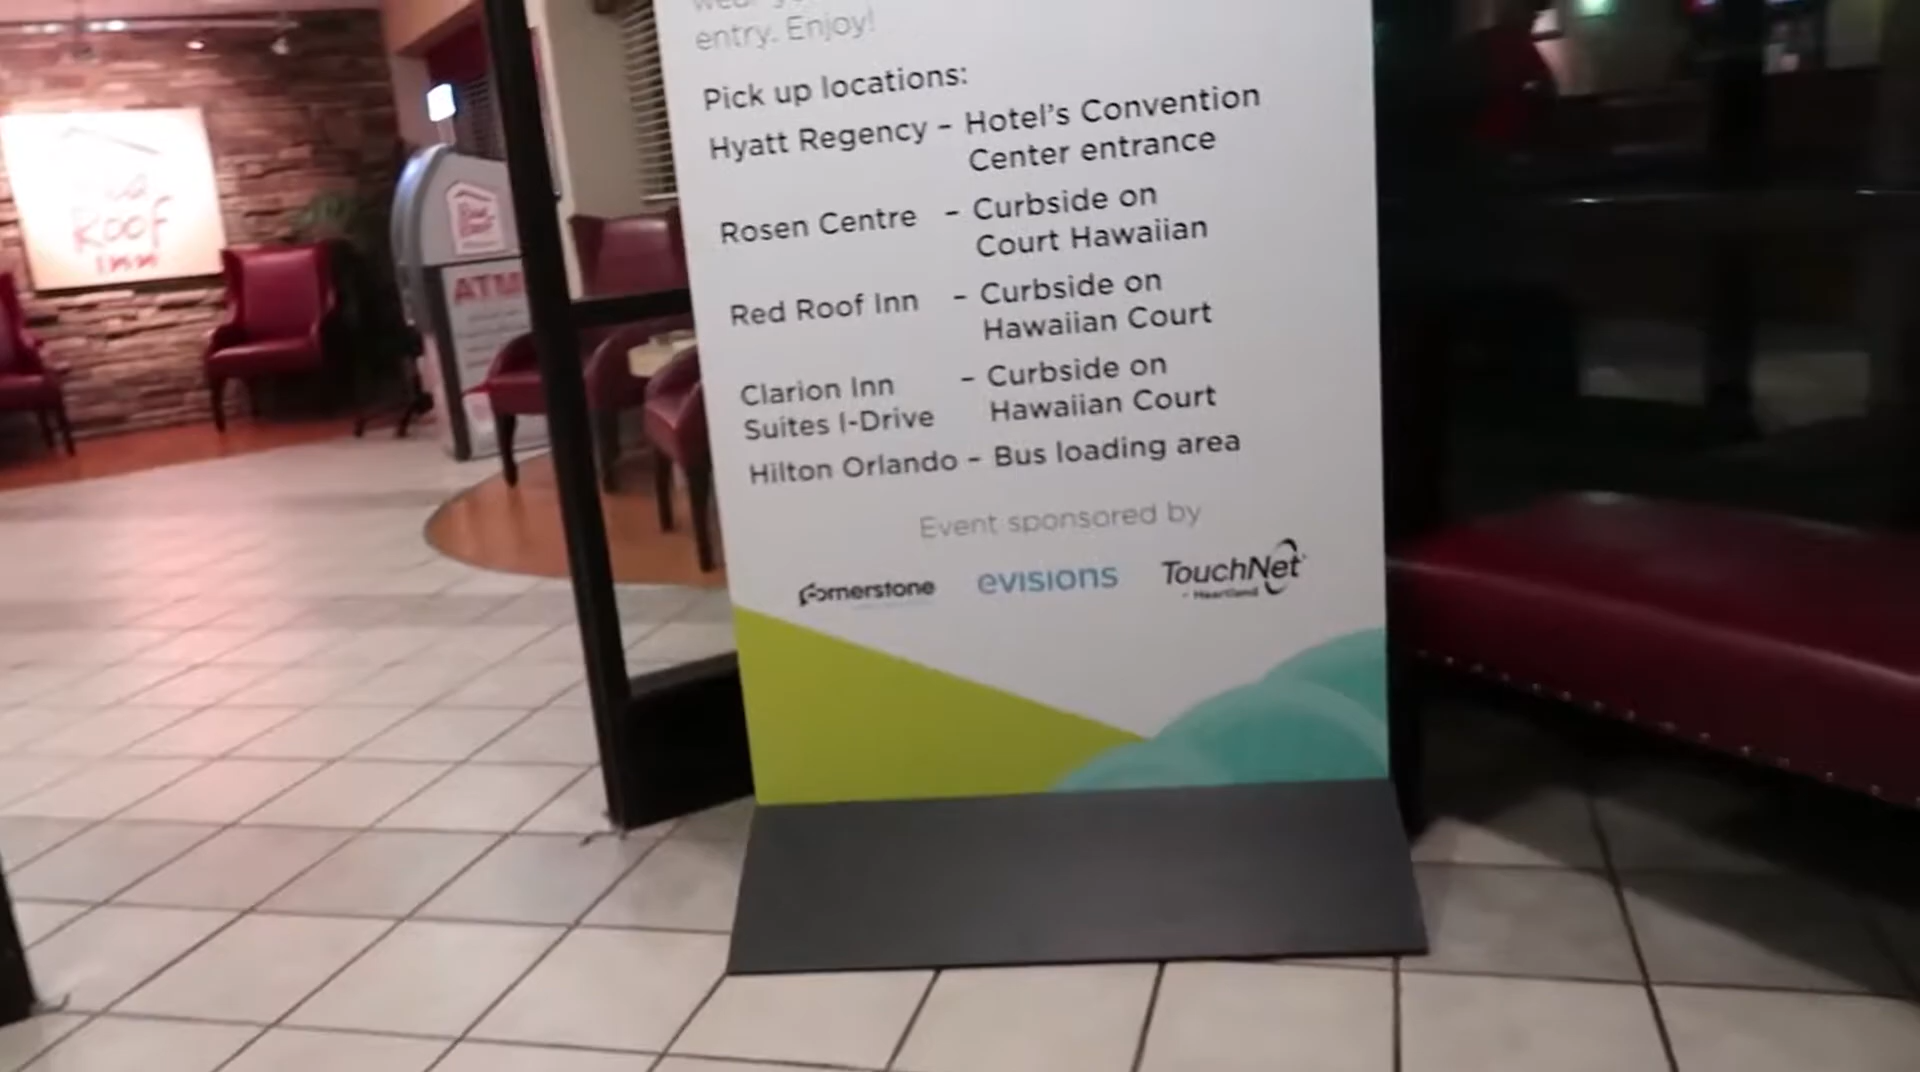 entry. Enjoy!
Pick up locations:
Hyatt Regency – Hotel's Convention
Center entrance
Rosen Centre – Curbside on
Court Hawaiian
Red Roof Inn – Curbside on
Hawaiian Court
Clarion Inn – Curbside on
Suites I-Drive Hawaiian Court
Hilton Orlando – Bus loading area
Event sponsored by
Cornerstone evisions TouchNet
Heartland
Roof
Inn
ATM